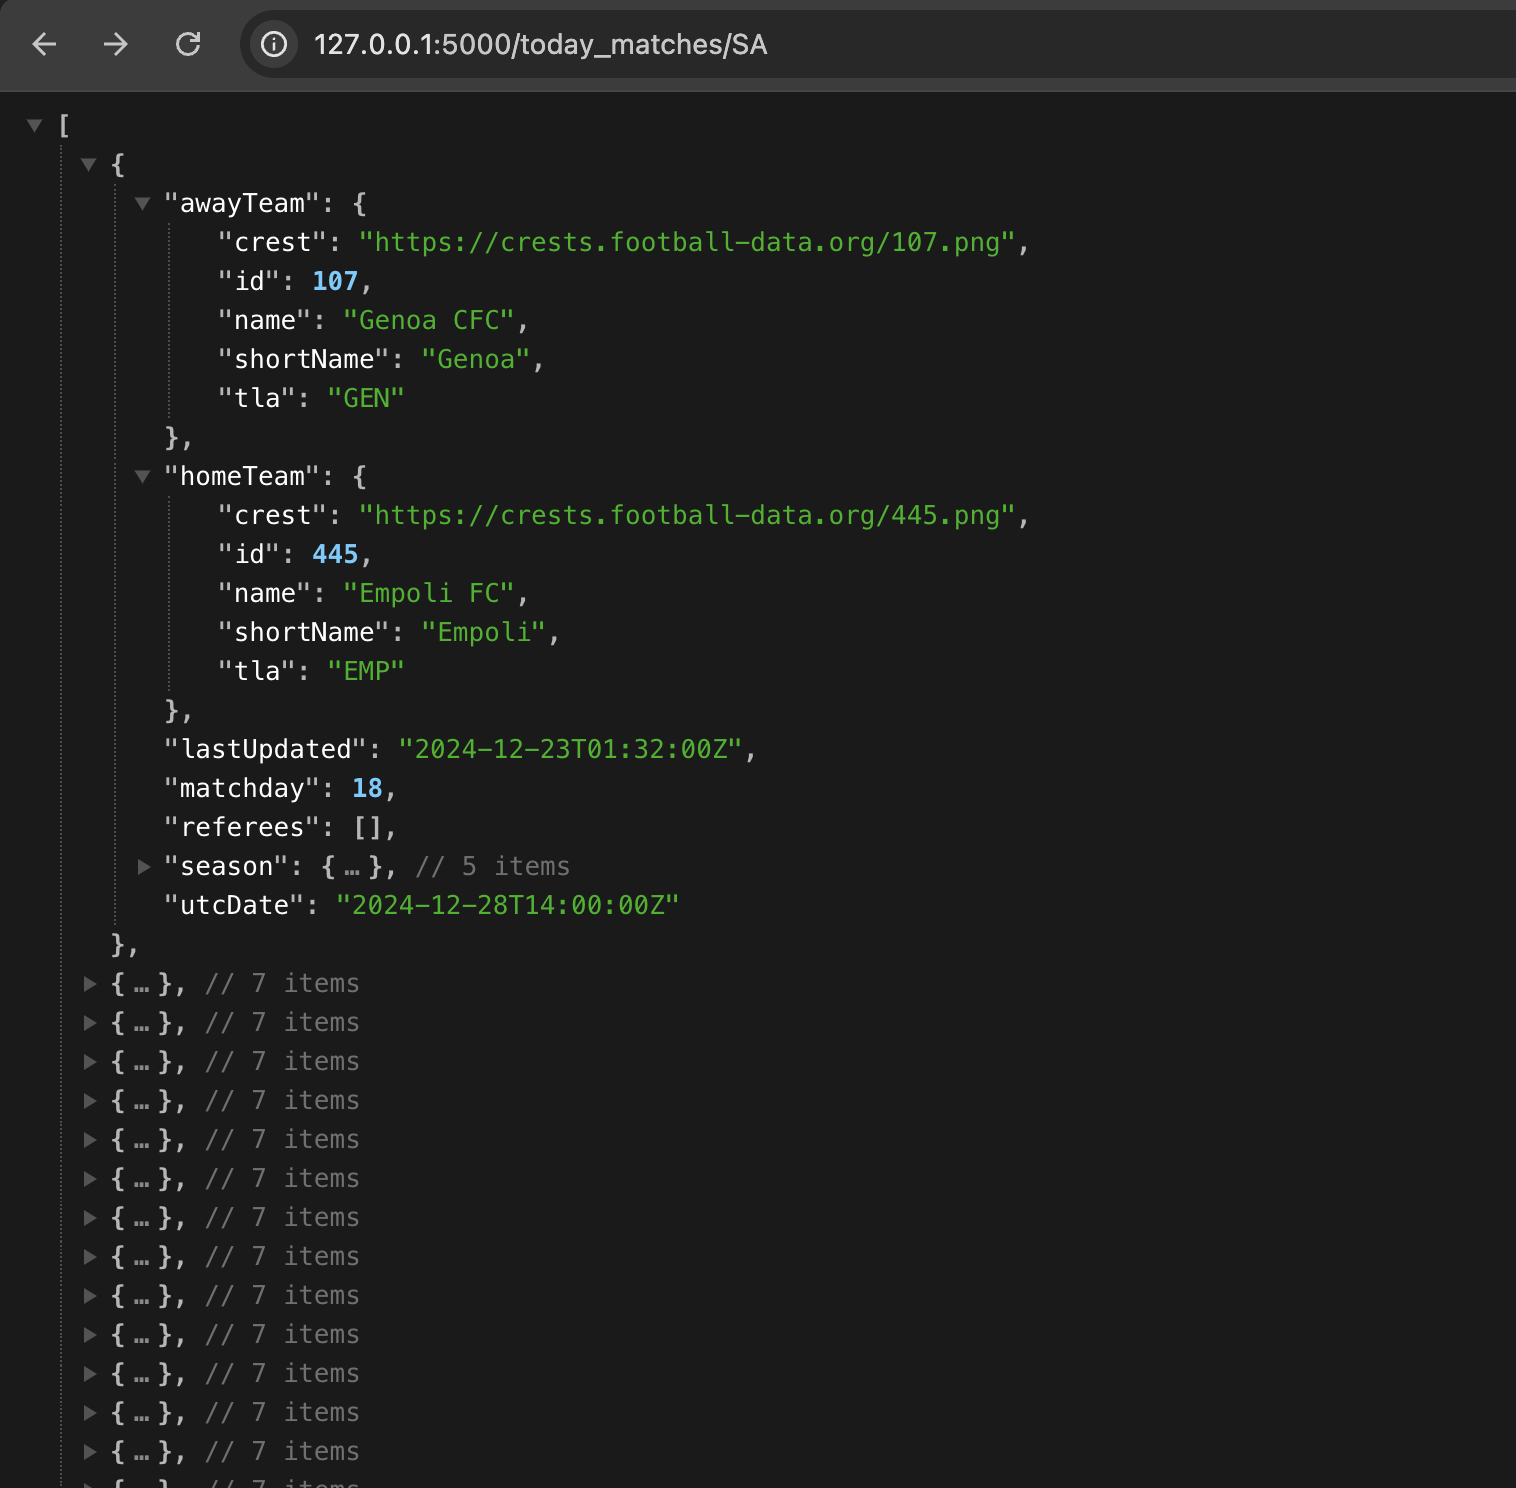 127.0.0.1:5000/today_matches/SA
[
{
"awayTeam": {
"crest": "https://crests.football-data.org/107.png",
"id": 107,
"name": "Genoa CFC",
"shortName": "Genoa",
"tla": "GEN"
},
"homeTeam": {
"crest": "https://crests.football-data.org/445.png",
"id": 445,
"name": "Empoli FC",
"shortName": "Empoli",
"tla": "EMP"
},
"lastUpdated": "2024-12-23T01:32:00Z",
"matchday": 18,
"referees": [],
"season": { … }, // 5 items
"utcDate": "2024-12-28T14:00:00Z"
},
{ … }, // 7 items
{ … }, // 7 items
{ … }, // 7 items
{ … }, // 7 items
{ … }, // 7 items
{ … }, // 7 items
{ … }, // 7 items
{ … }, // 7 items
{ … }, // 7 items
{ … }, // 7 items
{ … }, // 7 items
{ … }, // 7 items
{ … }, // 7 items
{ … }, // 7 items